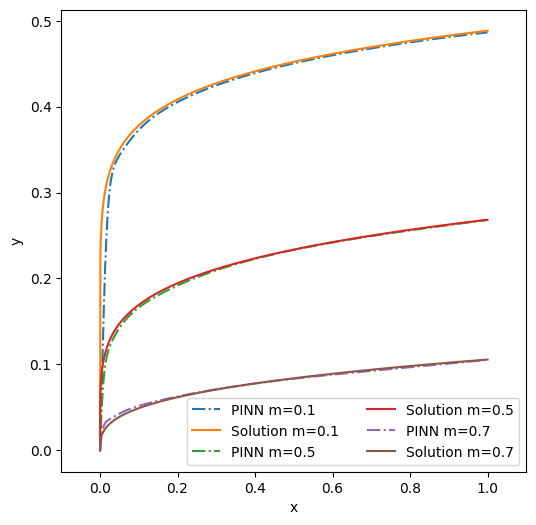 0.5
0.4
0.3
0.2
0.1
0.0
y
PINN m=0.1
Solution m=0.1
PINN m=0.5
Solution m=0.5
PINN m=0.7
Solution m=0.7
0.0 0.2 0.4 0.6 0.8 1.0
x